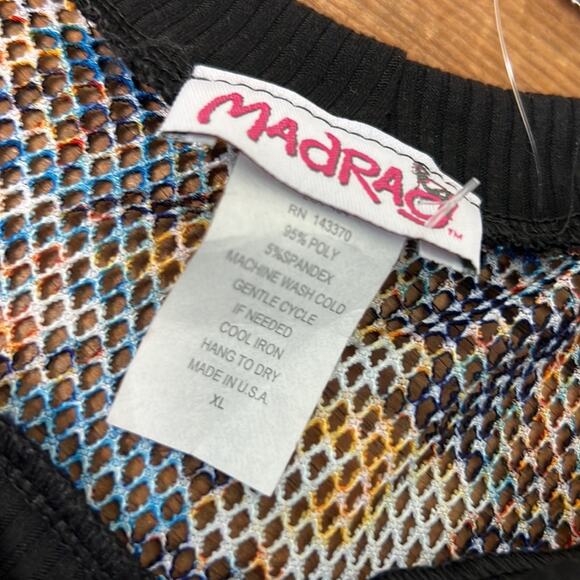 MADRAG™
RN 143370
95% POLY
5%SPANDEX
MACHINE WASH COLD
GENTLE CYCLE
IF NEEDED
COOL IRON
HANG TO DRY
MADE IN U.S.A.
XL